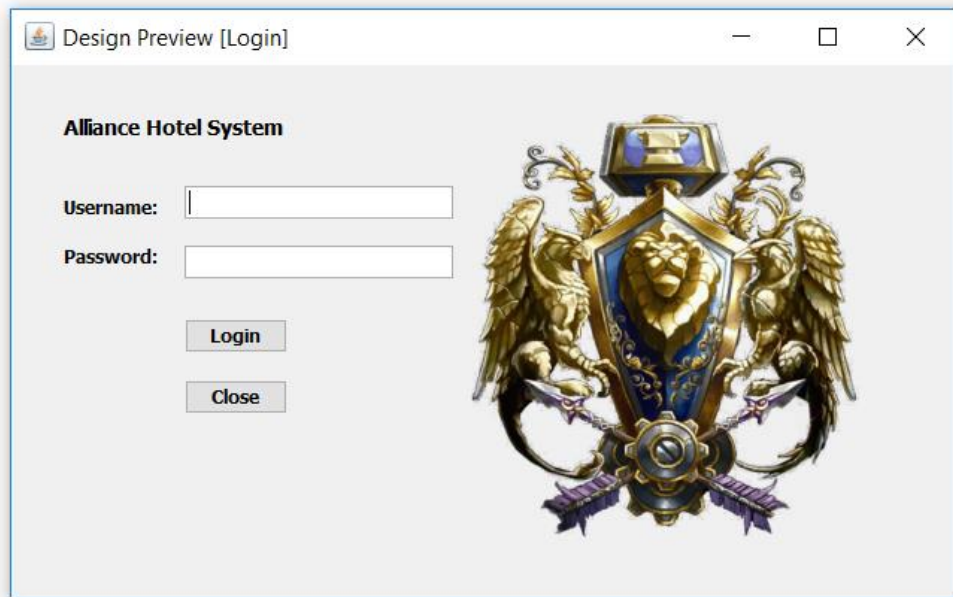 Design Preview [Login]
Alliance Hotel System
Username:
Password:
Login
Close